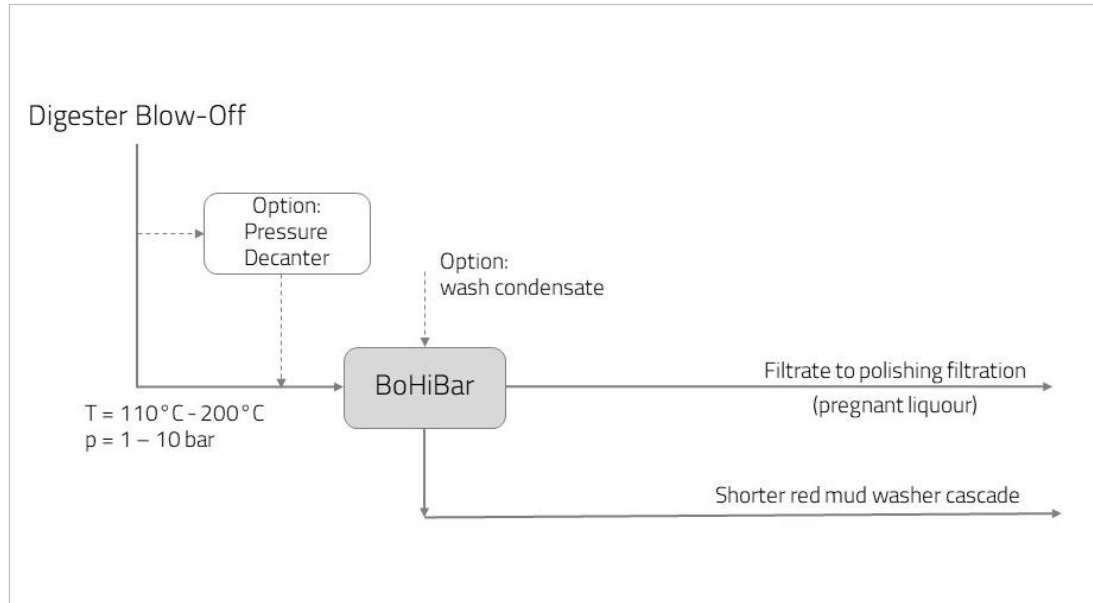 Digester Blow-Off
Option:
Pressure
Decanter
Option:
wash condensate
BoHiBar
Filtrate to polishing filtration
(pregnant liquour)
T = 110°C - 200°C
p = 1 – 10 bar
Shorter red mud washer cascade